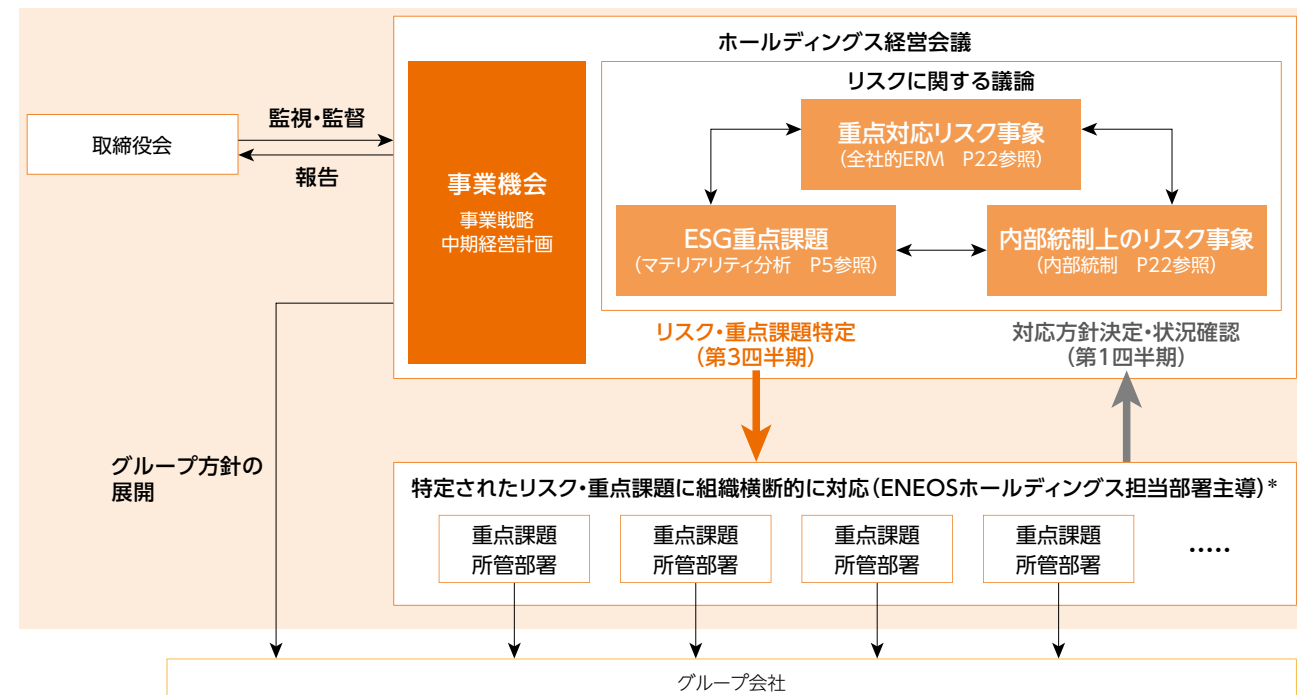 ホールディングス経営会議
リスクに関する議論
監視・監督
取締役会
報告
事業機会
事業戦略
中期経営計画
重点対応リスク事象
（全社的ERM　P22参照）
ESG重点課題
（マテリアリティ分析　P5参照）
内部統制上のリスク事象
（内部統制　P22参照）
リスク・重点課題特定
（第3四半期）
対応方針決定・状況確認
（第1四半期）
グループ方針の
展開
特定されたリスク・重点課題に組織横断的に対応（ENEOSホールディングス担当部署主導）*
重点課題
所管部署
重点課題
所管部署
重点課題
所管部署
重点課題
所管部署
.....
グループ会社